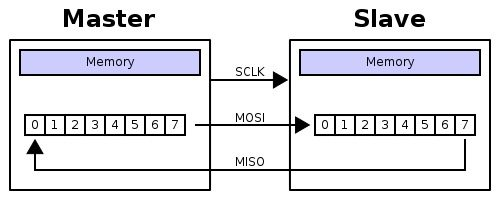 Master Slave
Memory SCLK Memory
MOSI
0 1 2 3 4 5 6 7 0 1 2 3 4 5 6 7
MISO